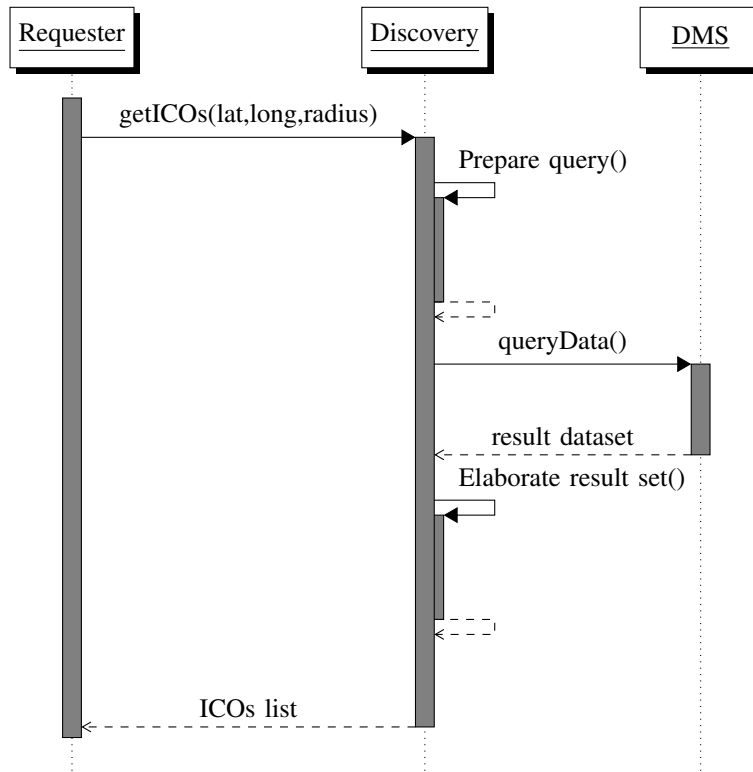 Requester
Discovery
DMS
getICOs(lat,long,radius)
Prepare query()
queryData()
result dataset
Elaborate result set()
ICOs list